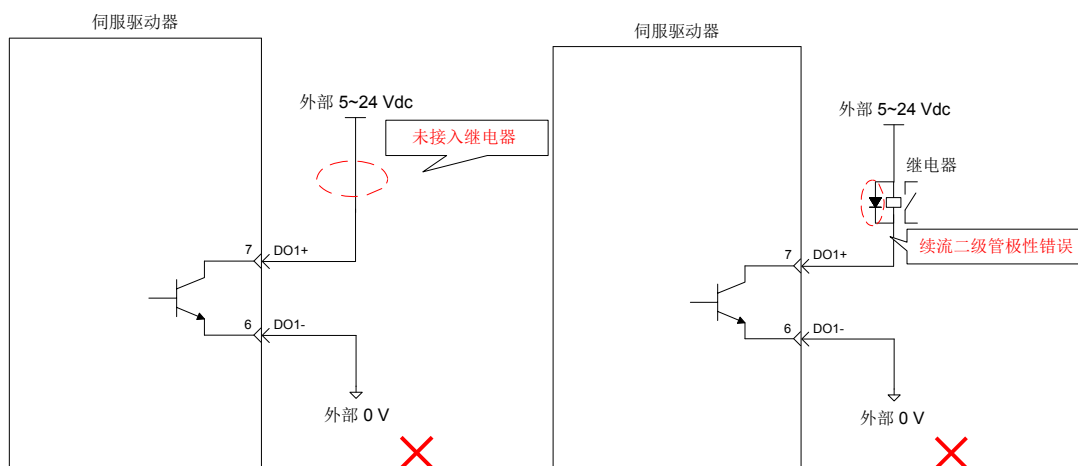 伺服驱动器
外部 5~24 Vdc
未接入继电器
7
DO1+
6
DO1-
外部 0 V
伺服驱动器
外部 5~24 Vdc
继电器
续流二级管极性错误
7
DO1+
6
DO1-
外部 0 V